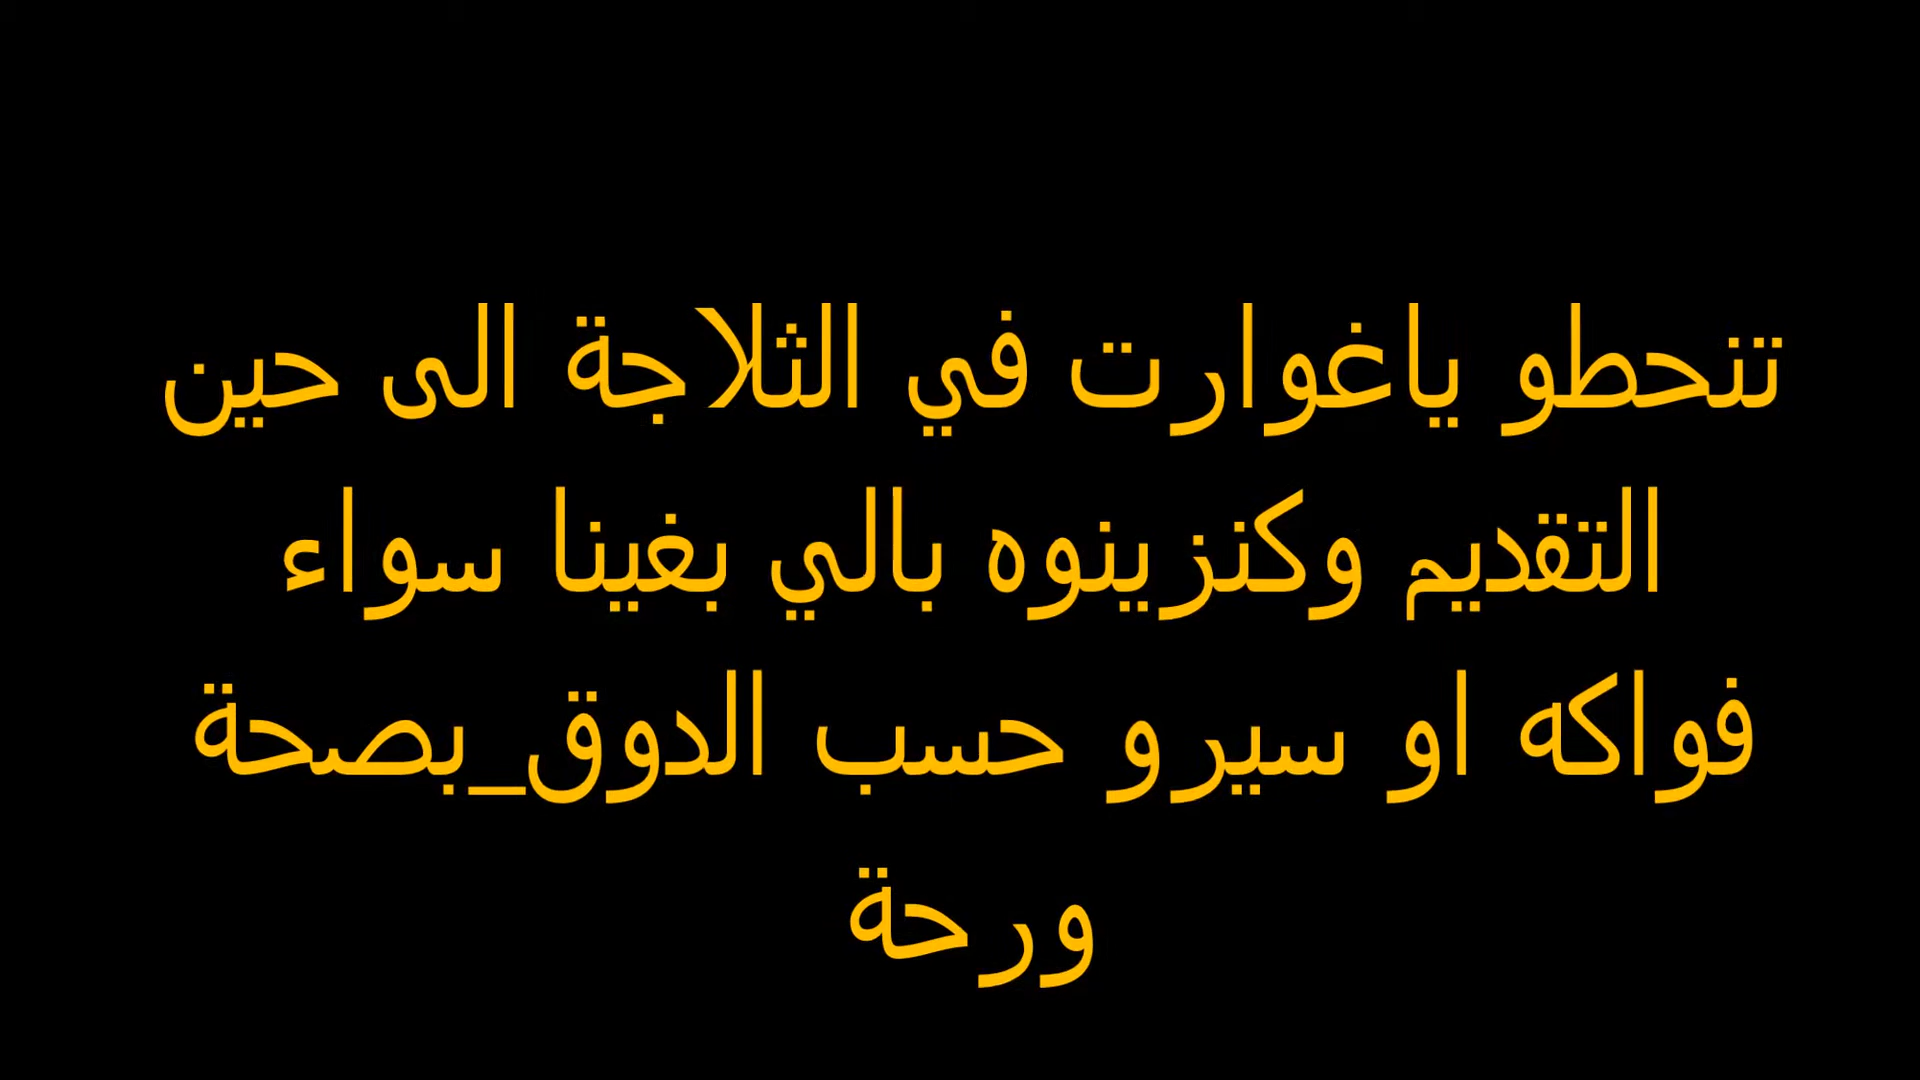 تنحطو ياغوارت في الثلاجة الى حين
التقديم وكنزينوه بالي بغينا سواء
فواكه او سيرو حسب الدوق_بصحة
ورحة